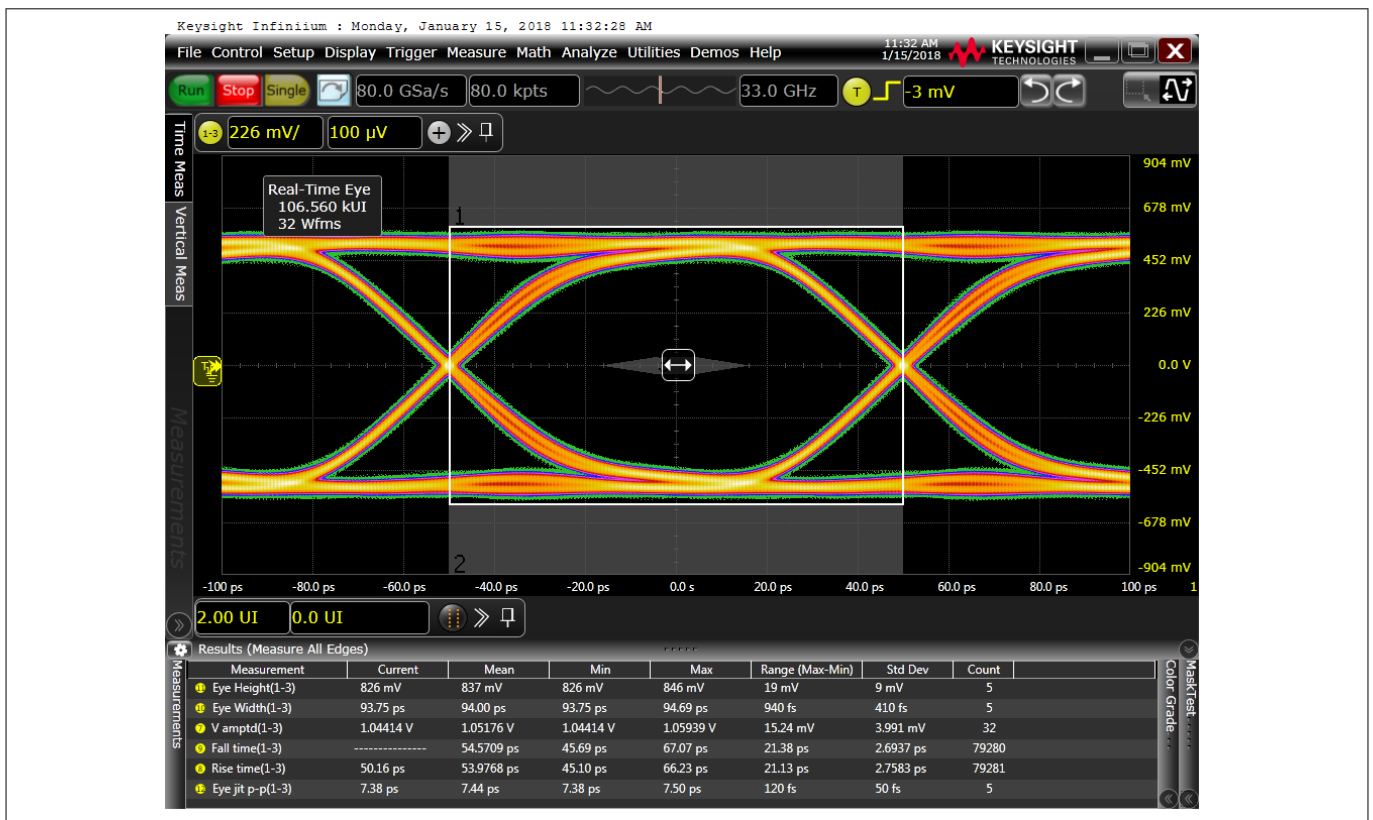 Keysight Infiniium : Monday, January 15, 2018 11:32:28 AM
File Control Setup Display Trigger Measure Math Analyze Utilities Demos Help
11:32 AM
1/15/2018
KEYSIGHT
TECHNOLOGIES
X
Run Stop Single 80.0 GSa/s 80.0 kpts 33.0 GHz T -3 mV
1-3 226 mV/ 100 µV +
Time Meas
Vertical Meas
Measurements
Real-Time Eye
106.560 kUI
32 Wfms
1
2
904 mV
678 mV
452 mV
226 mV
0.0 V
-226 mV
-452 mV
-678 mV
-904 mV
-100 ps -80.0 ps -60.0 ps -40.0 ps -20.0 ps 0.0 s 20.0 ps 40.0 ps 60.0 ps 80.0 ps 100 ps 1
2.00 UI 0.0 UI
Results (Measure All Edges)
Measurement Current Mean Min Max Range (Max-Min) Std Dev Count
11 Eye Height(1-3) 826 mV 837 mV 826 mV 846 mV 19 mV 9 mV 5
10 Eye Width(1-3) 93.75 ps 94.00 ps 93.75 ps 94.69 ps 940 fs 410 fs 5
7 V amptd(1-3) 1.04414 V 1.05176 V 1.04414 V 1.05939 V 15.24 mV 3.991 mV 32
9 Fall time(1-3) --------------- 54.5709 ps 45.69 ps 67.07 ps 21.38 ps 2.6937 ps 79280
8 Rise time(1-3) 50.16 ps 53.9768 ps 45.10 ps 66.23 ps 21.13 ps 2.7583 ps 79281
12 Eye jit p-p(1-3) 7.38 ps 7.44 ps 7.38 ps 7.50 ps 120 fs 50 fs 5
Measurements
Color Grade
MaskTest